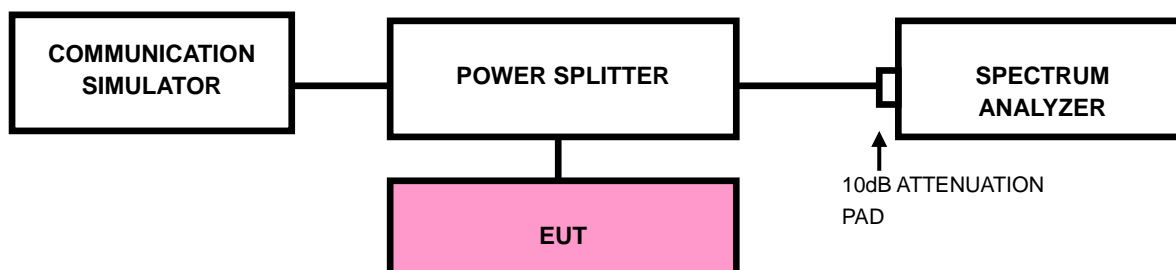 COMMUNICATION
SIMULATOR
POWER SPLITTER
SPECTRUM
ANALYZER
10dB ATTENUATION
PAD
EUT